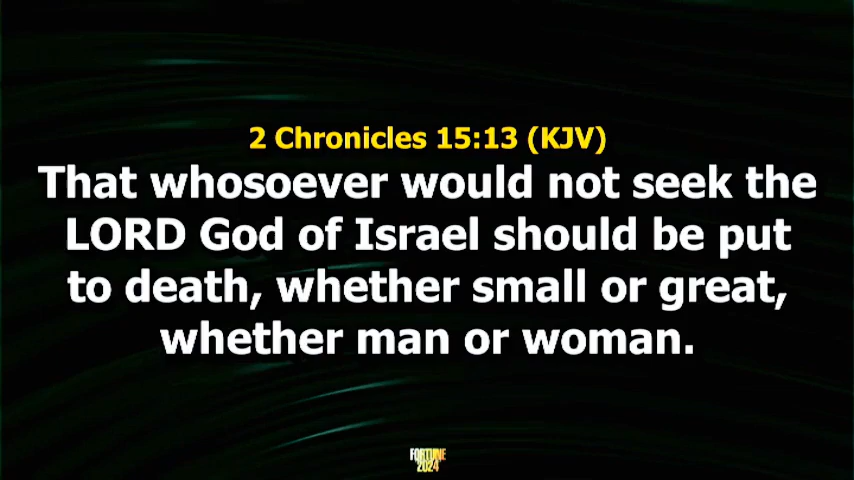 2 Chronicles 15:13 (KJV)
That whosoever would not seek the
LORD God of Israel should be put
to death, whether small or great,
whether man or woman.
FORTUNE
2024